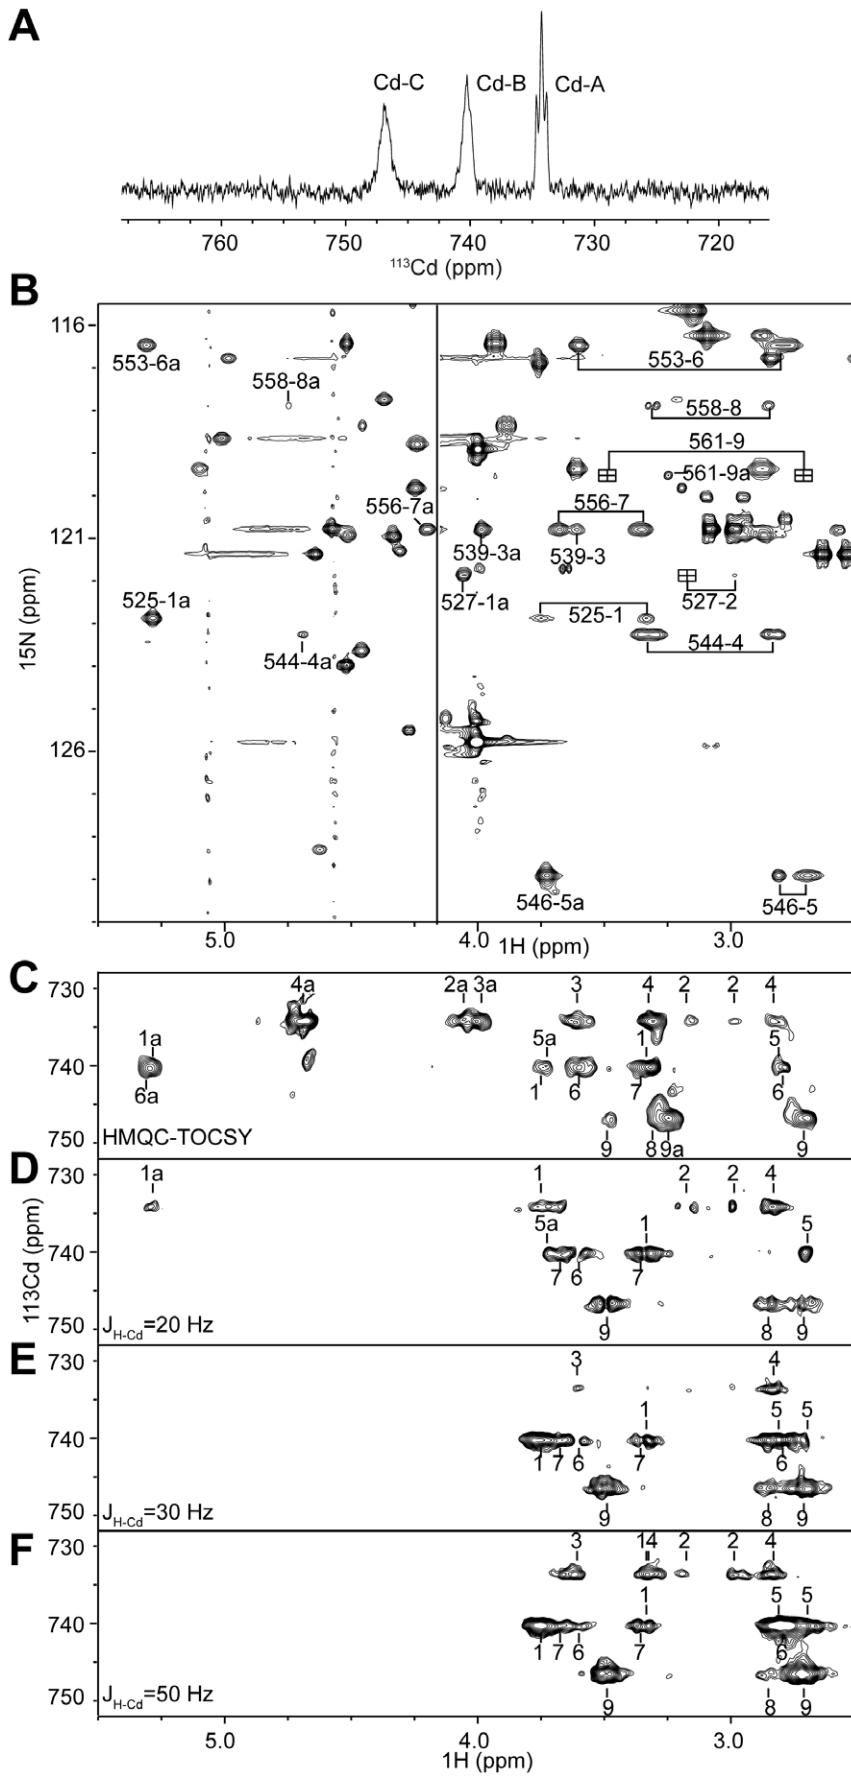 A
Cd-C
Cd-B
Cd-A
760
750
740
730
720
113Cd (ppm)
B
116
121
126
15N (ppm)
553-6a
558-8a
553-6
558-8
561-9
561-9a
556-7a
556-7
539-3a
539-3
527-1a
527-2
525-1a
525-1
544-4a
544-4
546-5a
546-5
5.0
4.0
3.0
1H (ppm)
C
730
740
750
4a
2a
3a
3
4
2
2
4
1a
5a
1
5
6a
1
6
7
6
9
8
9a
9
HMQC-TOCSY
D
730
740
750
113Cd (ppm)
1a
1
2
2
4
5a
1
5
7
6
7
9
8
9
JH-Cd=20 Hz
E
730
740
750
3
4
1
5
5
1
7
6
7
6
9
8
9
JH-Cd=30 Hz
F
730
740
750
3
14
2
2
4
1
5
5
1
7
6
7
6
9
8
9
JH-Cd=50 Hz
5.0
4.0
3.0
1H (ppm)